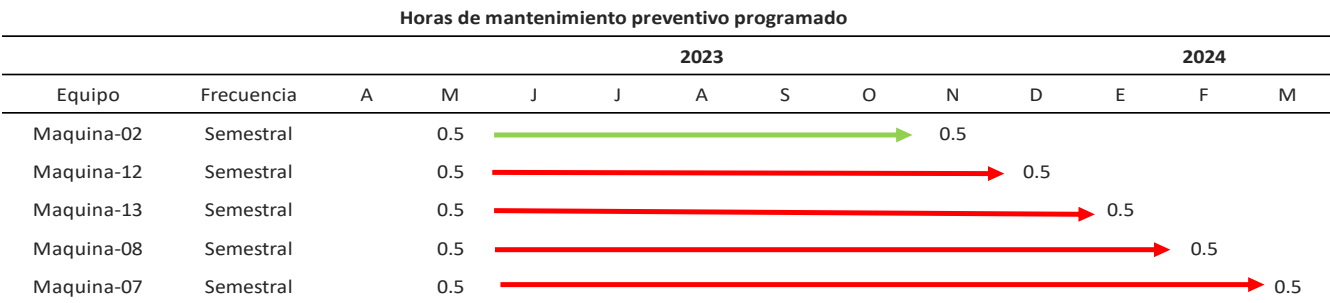 Horas de mantenimiento preventivo programado
2023 2024
Equipo Frecuencia A M J J A S O N D E F M
Maquina-02 Semestral 0.5 0.5
Maquina-12 Semestral 0.5 0.5
Maquina-13 Semestral 0.5 0.5
Maquina-08 Semestral 0.5 0.5
Maquina-07 Semestral 0.5 0.5